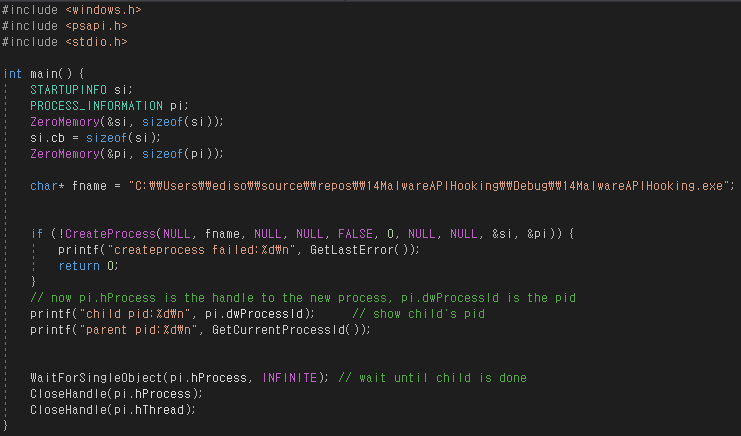 #include <windows.h>
#include <psapi.h>
#include <stdio.h>
int main() {
STARTUPINFO si;
PROCESS_INFORMATION pi;
ZeroMemory(&si, sizeof(si));
si.cb = sizeof(si);
ZeroMemory(&pi, sizeof(pi));
char* fname = "C:₩₩Users₩₩ediso₩₩source₩₩repos₩₩14MalwareAPIHooking₩₩Debug₩₩14MalwareAPIHooking.exe";
if (!CreateProcess(NULL, fname, NULL, NULL, FALSE, 0, NULL, NULL, &si, &pi)) {
printf("createprocess failed:%d₩n", GetLastError());
return 0;
}
// now pi.hProcess is the handle to the new process, pi.dwProcessId is the pid
printf("child pid:%d₩n", pi.dwProcessId); // show child's pid
printf("parent pid:%d₩n", GetCurrentProcessId());
WaitForSingleObject(pi.hProcess, INFINITE); // wait until child is done
CloseHandle(pi.hProcess);
CloseHandle(pi.hThread);
}